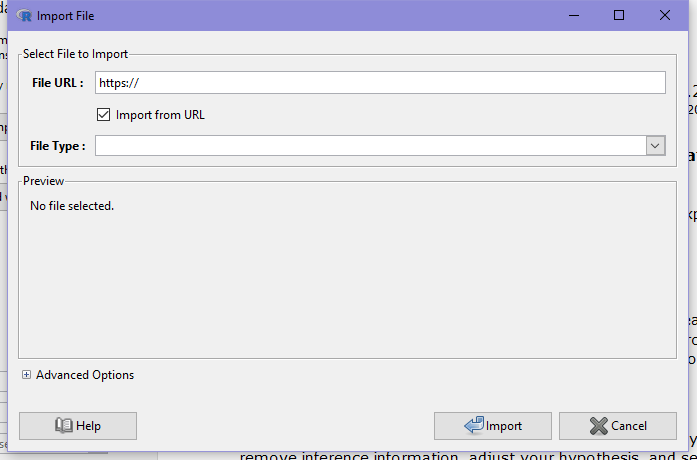 Import File
Select File to Import
File URL : https://
Import from URL
File Type :
Preview
No file selected.
Advanced Options
Help Import Cancel
remove inference information, adjust your hypothesis, and se